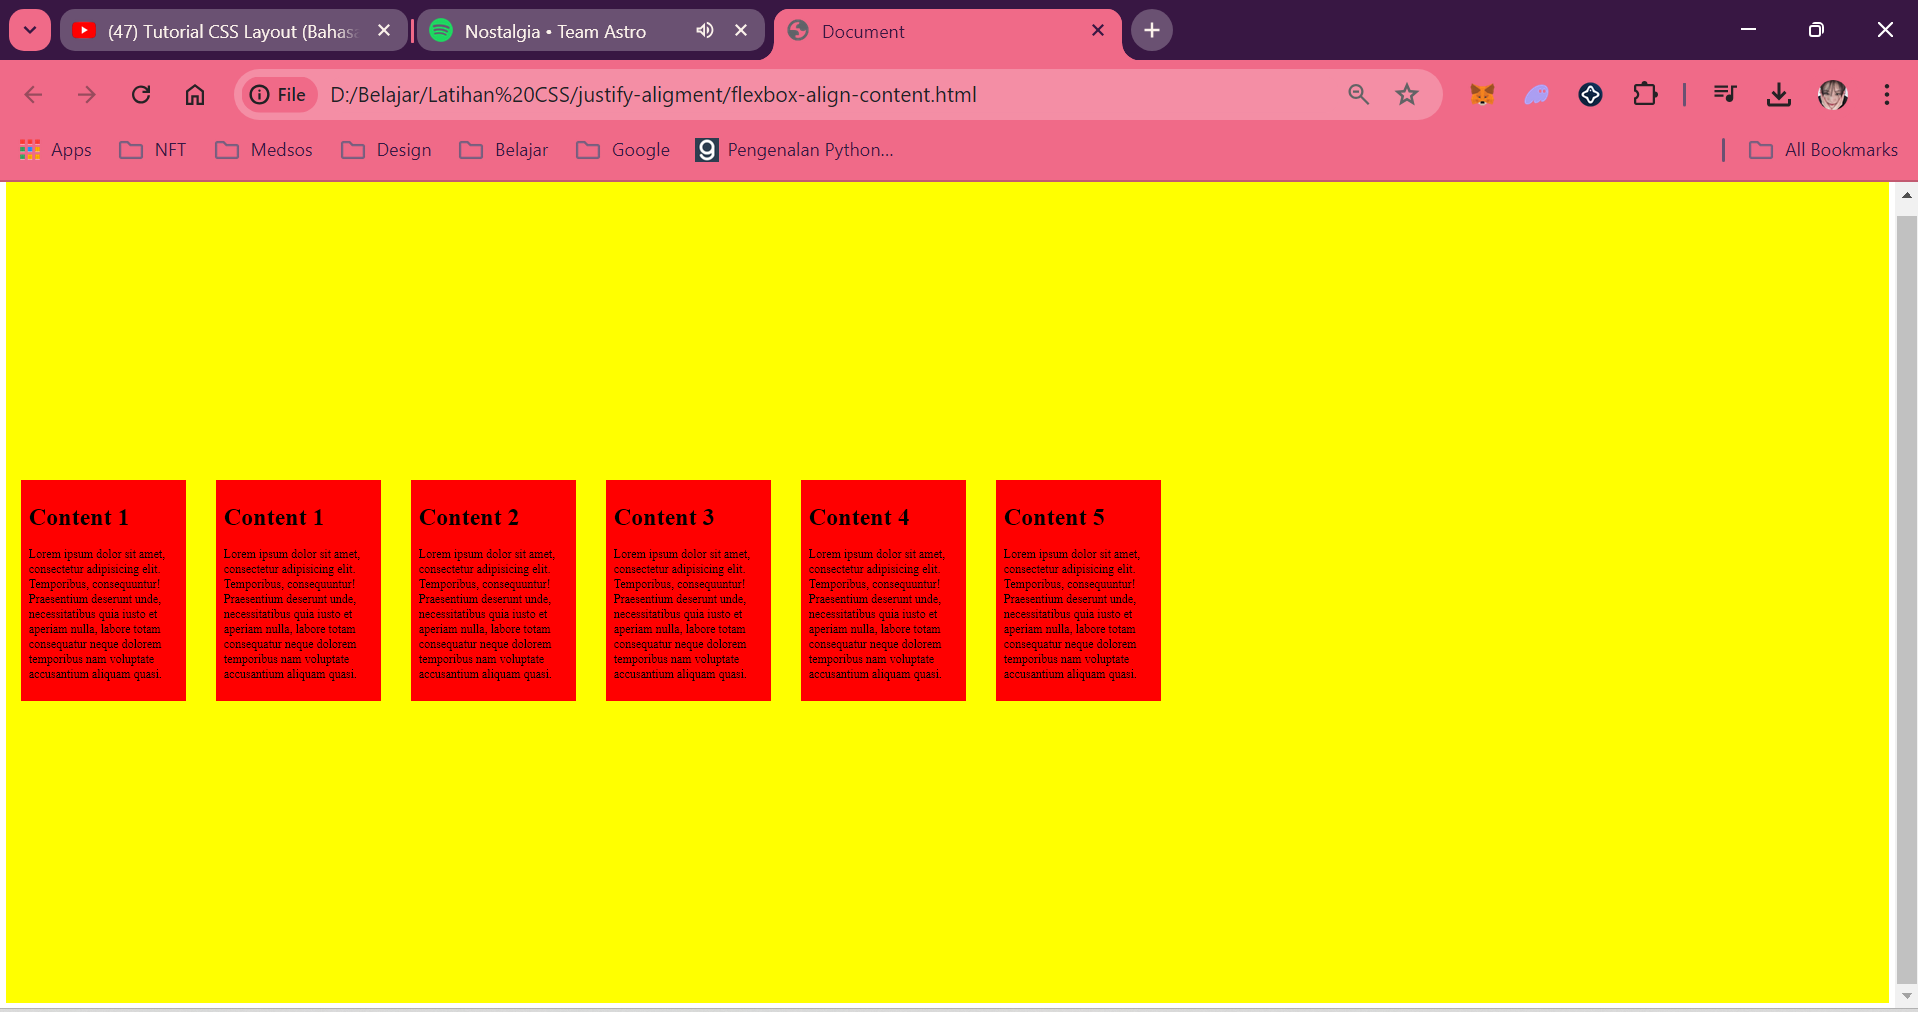 (47) Tutorial CSS Layout (Bahasa
Nostalgia • Team Astro
Document
File
D:/Belajar/Latihan%20CSS/justify-aligment/flexbox-align-content.html
Apps
NFT
Medsos
Design
Belajar
Google
Pengenalan Python...
All Bookmarks
Content 1
Lorem ipsum dolor sit amet,
consectetur adipisicing elit.
Temporibus, consequuntur!
Praesentium deserunt unde,
necessitatibus quia iusto et
aperiam nulla, labore totam
consequatur neque dolorem
temporibus nam voluptate
accusantium aliquam quasi.
Content 1
Lorem ipsum dolor sit amet,
consectetur adipisicing elit.
Temporibus, consequuntur!
Praesentium deserunt unde,
necessitatibus quia iusto et
aperiam nulla, labore totam
consequatur neque dolorem
temporibus nam voluptate
accusantium aliquam quasi.
Content 2
Lorem ipsum dolor sit amet,
consectetur adipisicing elit.
Temporibus, consequuntur!
Praesentium deserunt unde,
necessitatibus quia iusto et
aperiam nulla, labore totam
consequatur neque dolorem
temporibus nam voluptate
accusantium aliquam quasi.
Content 3
Lorem ipsum dolor sit amet,
consectetur adipisicing elit.
Temporibus, consequuntur!
Praesentium deserunt unde,
necessitatibus quia iusto et
aperiam nulla, labore totam
consequatur neque dolorem
temporibus nam voluptate
accusantium aliquam quasi.
Content 4
Lorem ipsum dolor sit amet,
consectetur adipisicing elit.
Temporibus, consequuntur!
Praesentium deserunt unde,
necessitatibus quia iusto et
aperiam nulla, labore totam
consequatur neque dolorem
temporibus nam voluptate
accusantium aliquam quasi.
Content 5
Lorem ipsum dolor sit amet,
consectetur adipisicing elit.
Temporibus, consequuntur!
Praesentium deserunt unde,
necessitatibus quia iusto et
aperiam nulla, labore totam
consequatur neque dolorem
temporibus nam voluptate
accusantium aliquam quasi.